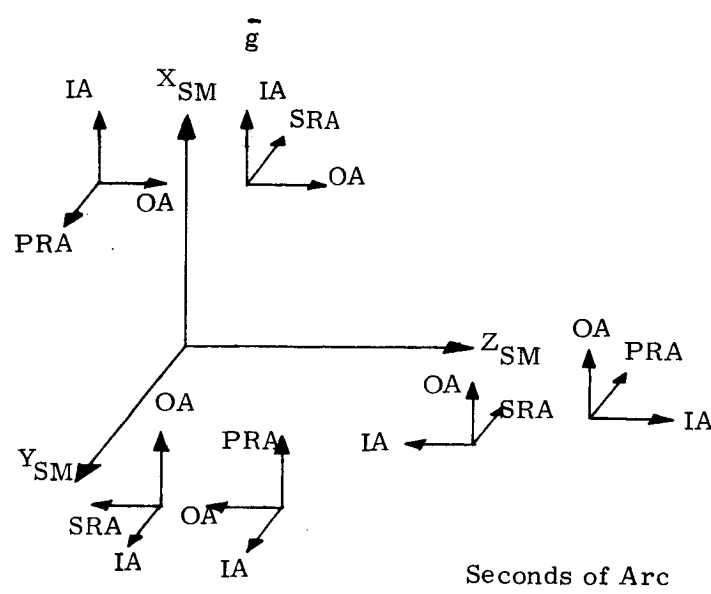 g
IA
X_SM
IA
SRA
OA
OA
PRA
Z_SM
OA
PRA
OA
SRA
IA
IA
OA
Y_SM
PRA
SRA
OA
IA
IA
Seconds of Arc